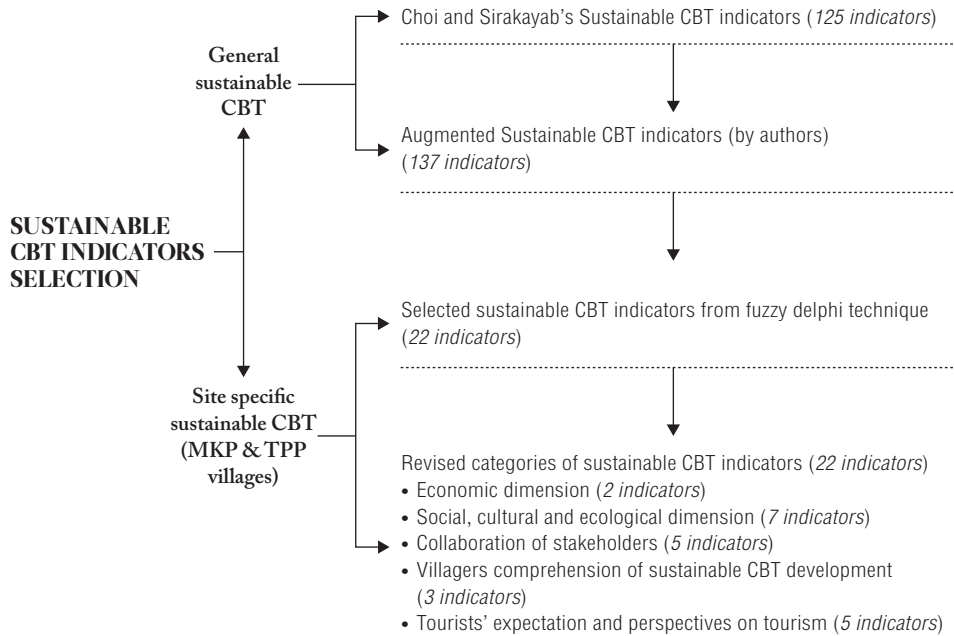 Choi and Sirakayab's Sustainable CBT indicators (125 indicators)
General
sustainable
CBT
Augmented Sustainable CBT indicators (by authors)
(137 indicators)
SUSTAINABLE
CBT INDICATORS
SELECTION
Selected sustainable CBT indicators from fuzzy delphi technique
(22 indicators)
Site specific
sustainable CBT
(MKP & TPP
villages)
Revised categories of sustainable CBT indicators (22 indicators)
• Economic dimension (2 indicators)
• Social, cultural and ecological dimension (7 indicators)
• Collaboration of stakeholders (5 indicators)
• Villagers comprehension of sustainable CBT development
(3 indicators)
• Tourists' expectation and perspectives on tourism (5 indicators)